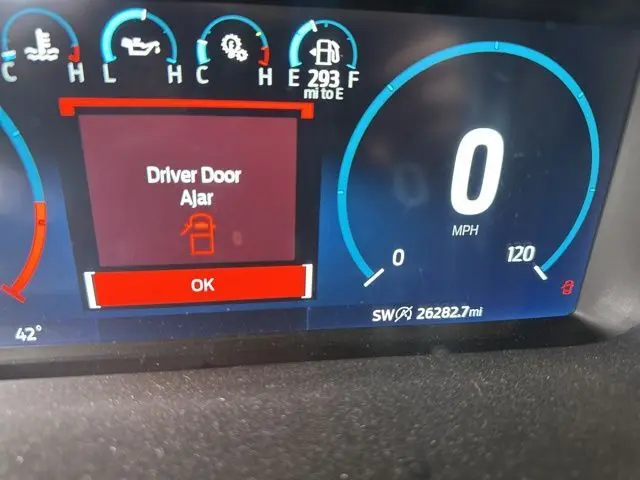 C H L H C H E 293 F
mi to E
Driver Door
Ajar
OK
0
MPH
0 120
42°
SW 26282.7mi